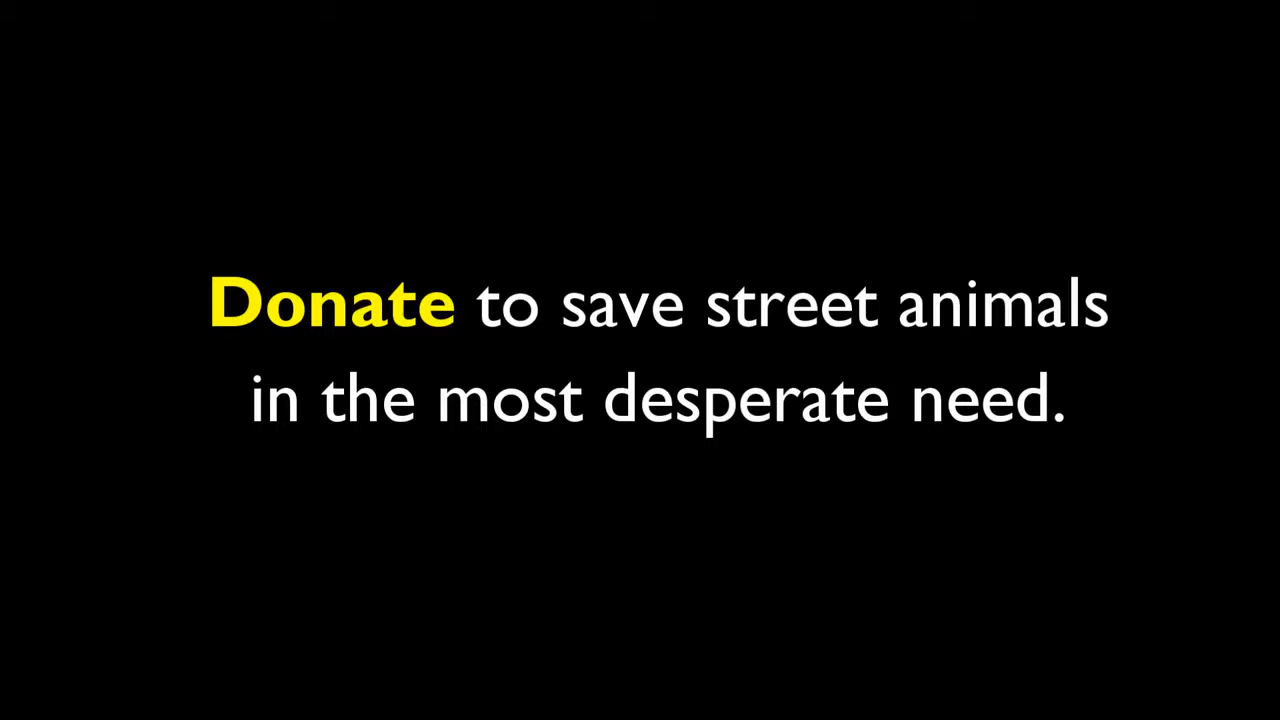 Donate to save street animals
in the most desperate need.